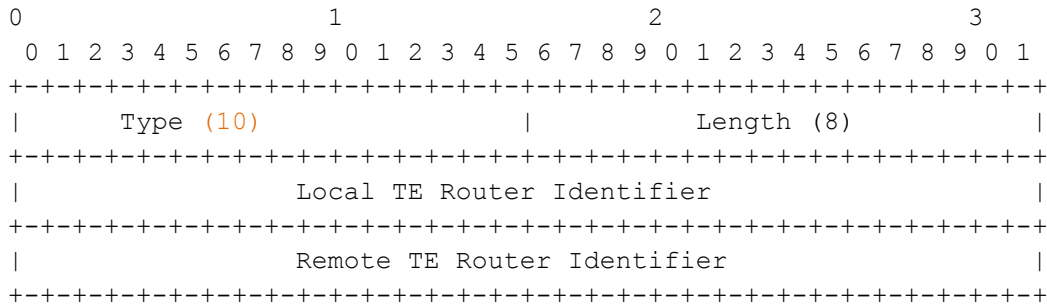 0                   1                   2                   3
 0 1 2 3 4 5 6 7 8 9 0 1 2 3 4 5 6 7 8 9 0 1 2 3 4 5 6 7 8 9 0 1
+-+-+-+-+-+-+-+-+-+-+-+-+-+-+-+-+-+-+-+-+-+-+-+-+-+-+-+-+-+-+-+-+
|      Type (10)                |          Length (8)           |
+-+-+-+-+-+-+-+-+-+-+-+-+-+-+-+-+-+-+-+-+-+-+-+-+-+-+-+-+-+-+-+-+
|                 Local TE Router Identifier                    |
+-+-+-+-+-+-+-+-+-+-+-+-+-+-+-+-+-+-+-+-+-+-+-+-+-+-+-+-+-+-+-+-+
|                 Remote TE Router Identifier                   |
+-+-+-+-+-+-+-+-+-+-+-+-+-+-+-+-+-+-+-+-+-+-+-+-+-+-+-+-+-+-+-+-+